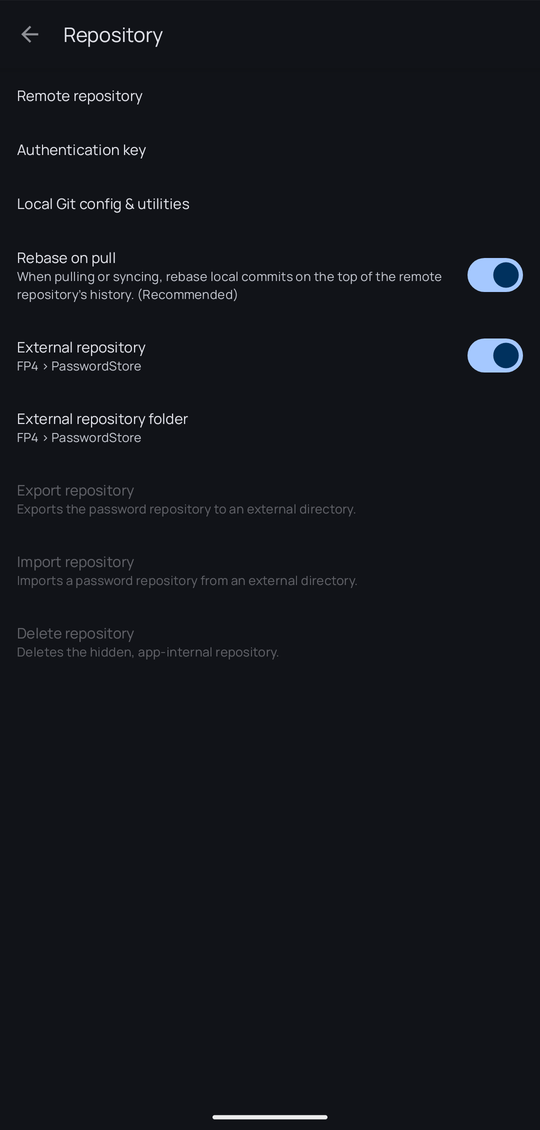 Repository
Remote repository
Authentication key
Local Git config & utilities
Rebase on pull
When pulling or syncing, rebase local commits on the top of the remote
repository's history. (Recommended)
External repository
FP4 > PasswordStore
External repository folder
FP4 > PasswordStore
Export repository
Exports the password repository to an external directory.
Import repository
Imports a password repository from an external directory.
Delete repository
Deletes the hidden, app-internal repository.